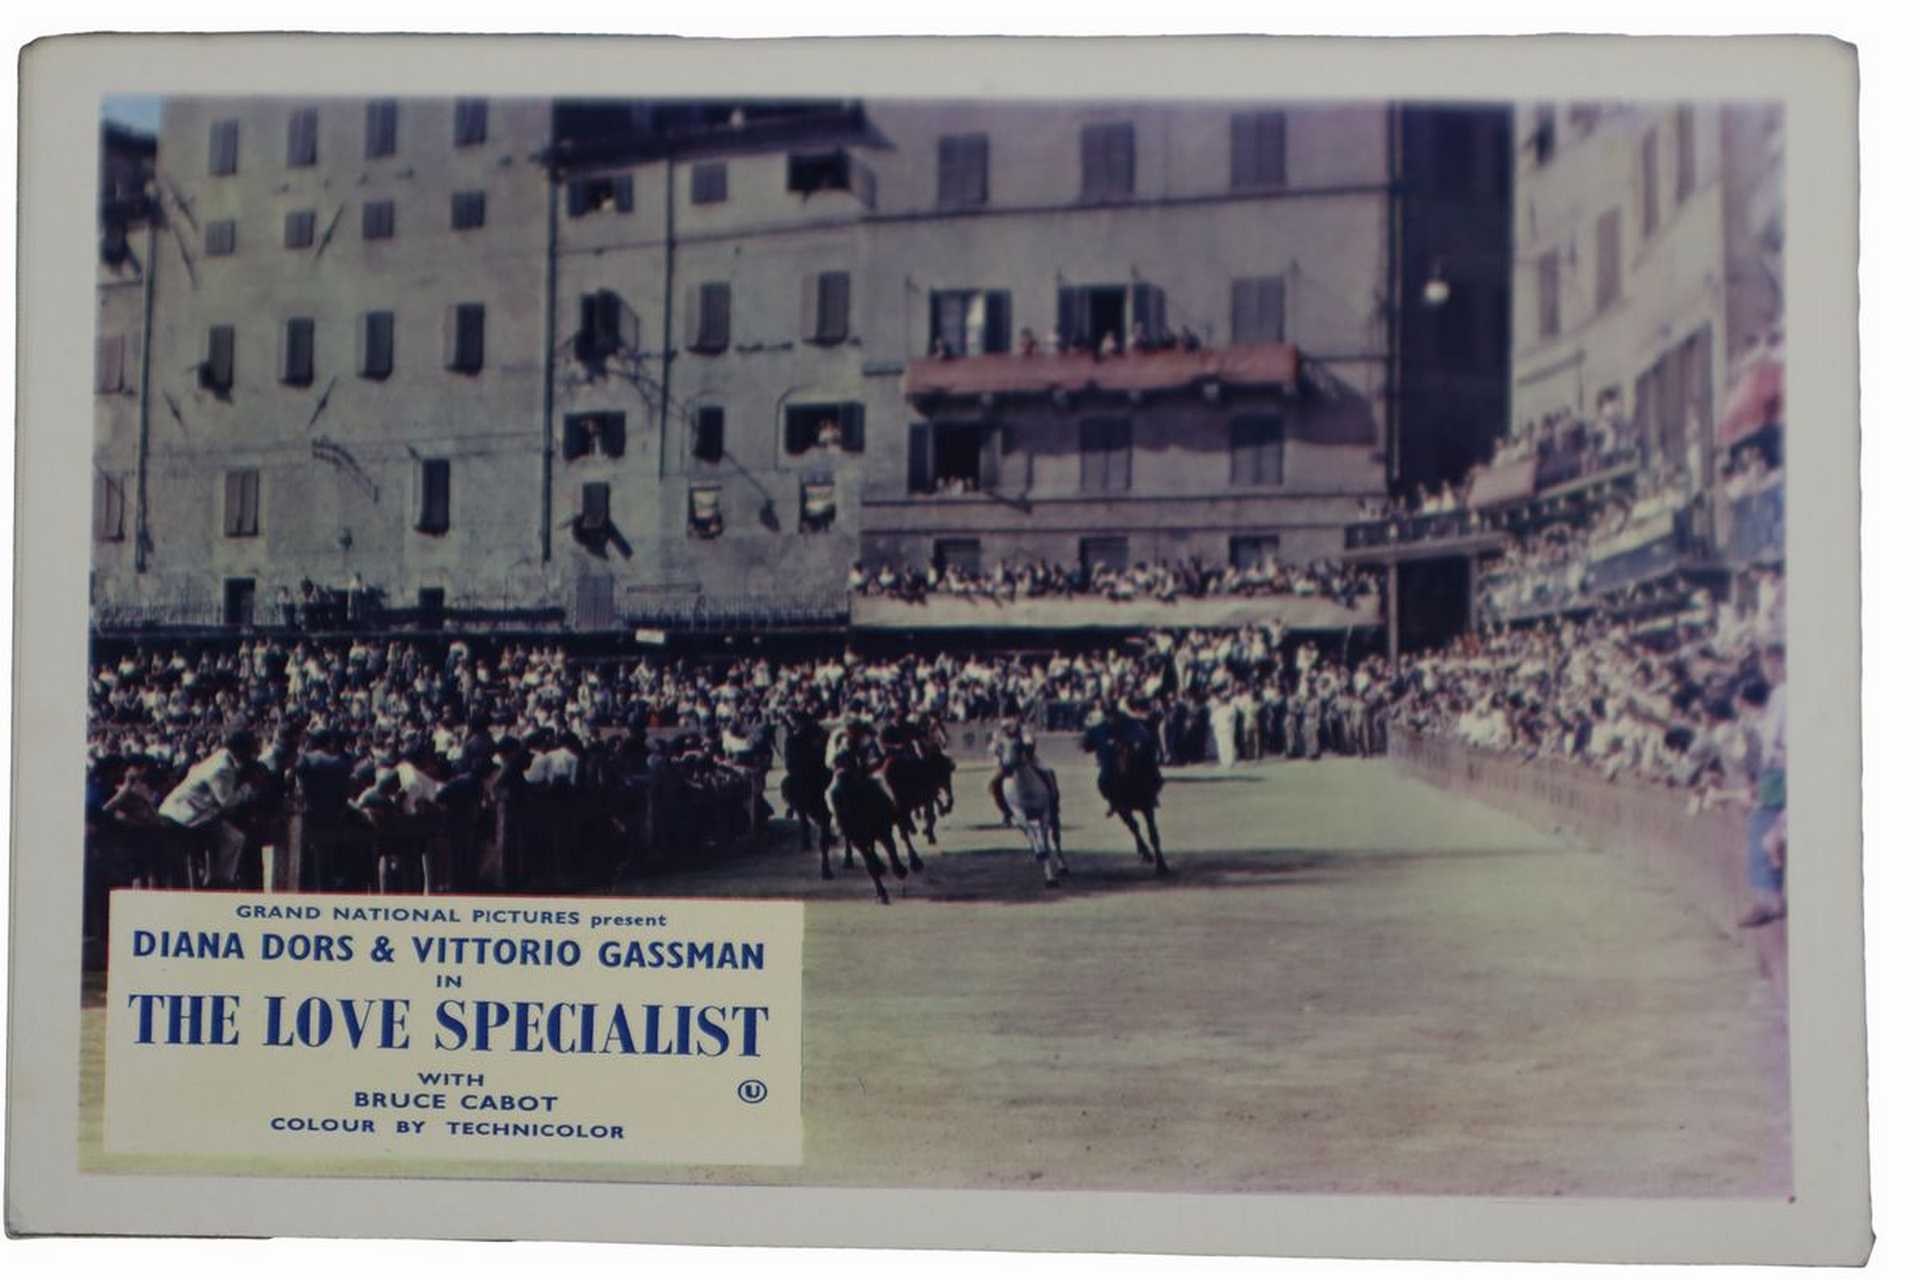 GRAND NATIONAL PICTURES present
DIANA DORS & VITTORIO GASSMAN
IN
THE LOVE SPECIALIST
WITH
BRUCE CABOT
U
COLOUR BY TECHNICOLOR